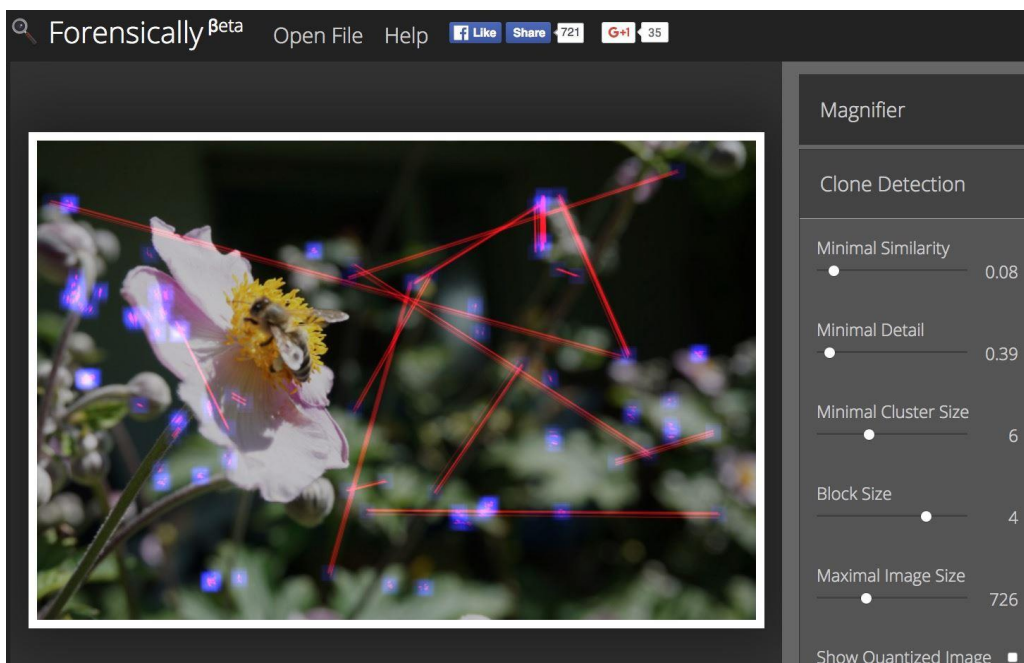 Forensically βeta Open File Help Like Share 721 G+1 35
Magnifier
Clone Detection
Minimal Similarity
0.08
Minimal Detail
0.39
Minimal Cluster Size
6
Block Size
4
Maximal Image Size
726
Show Quantized Image